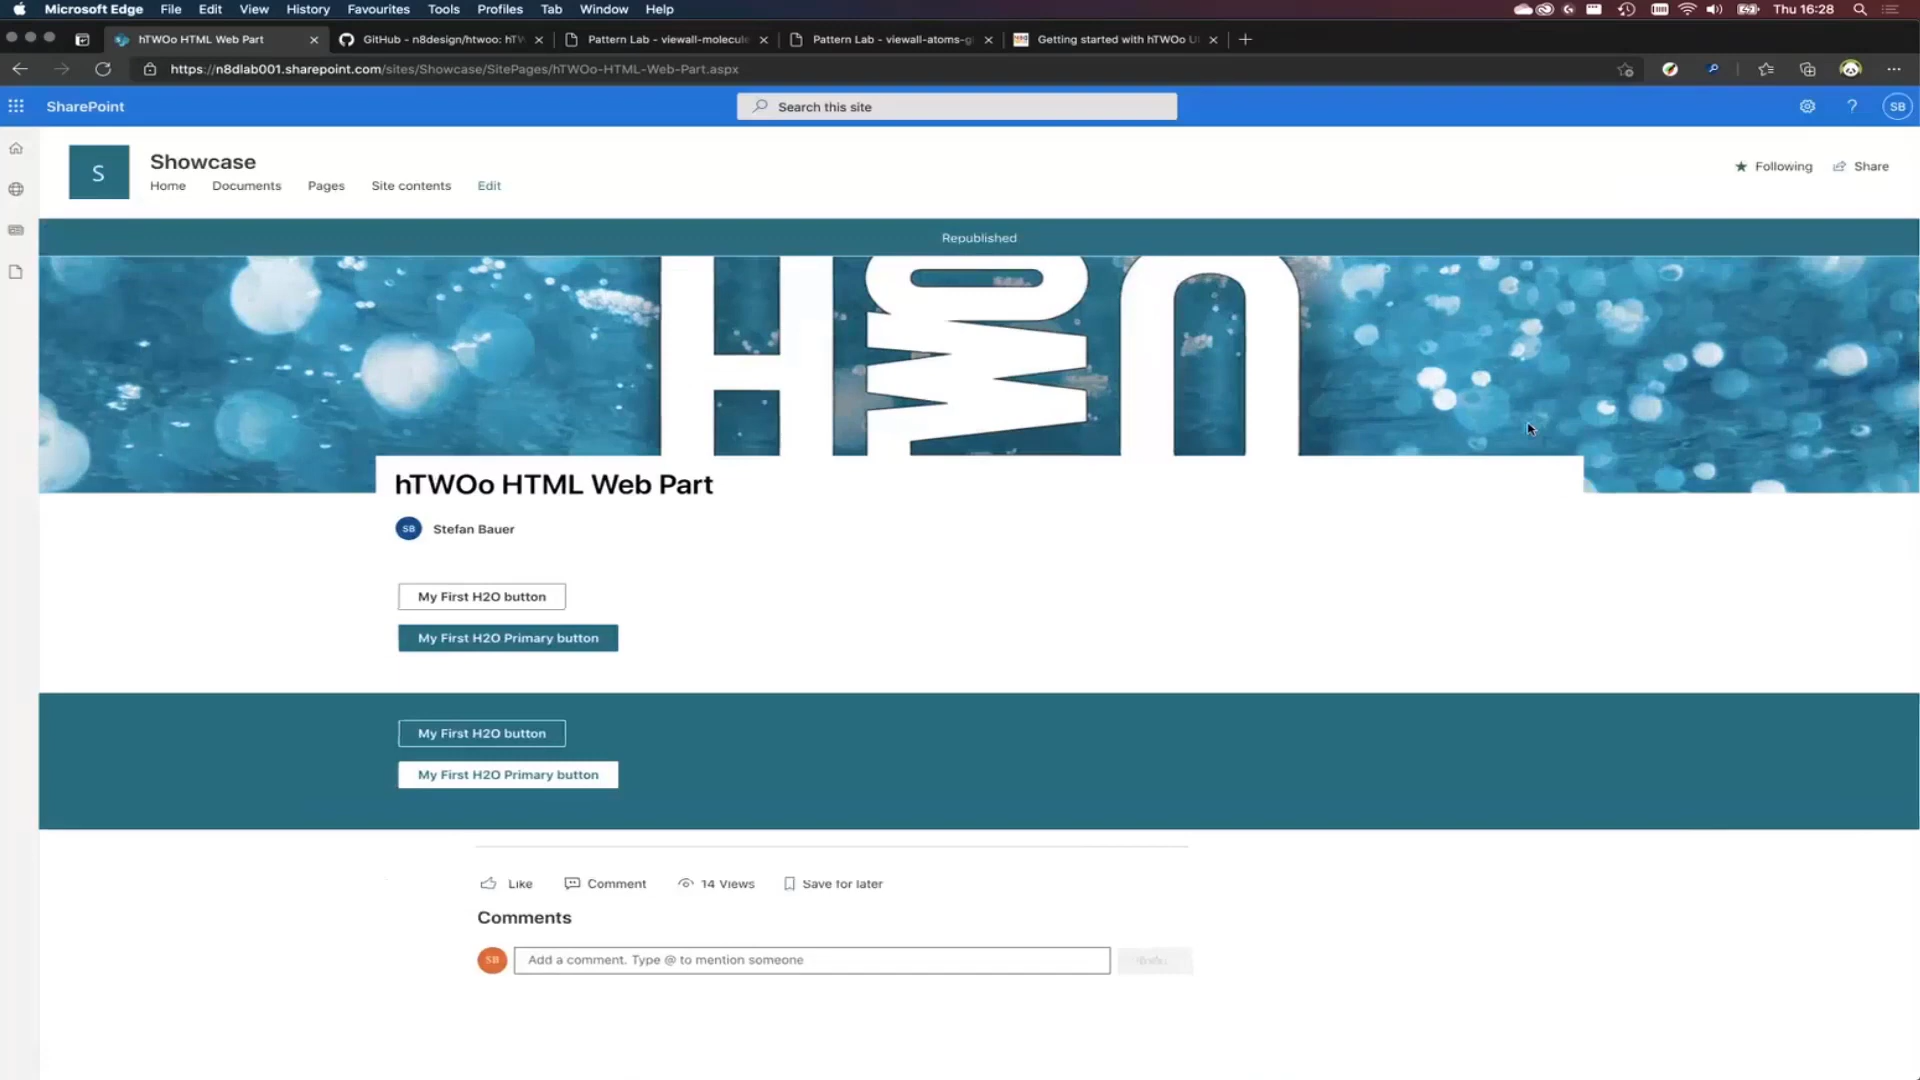 Microsoft Edge File Edit View History Favourites Tools Profiles Tab Window Help Thu 16:28
hTWOo HTML Web Part GitHub - n8design/htwoo: hTW Pattern Lab - viewall-molecule Pattern Lab - viewall-atoms-g Getting started with hTWOo UI
https://n8dlab001.sharepoint.com/sites/Showcase/SitePages/hTWOo-HTML-Web-Part.aspx
SharePoint Search this site ? SB
S Showcase Following Share
Home Documents Pages Site contents Edit
Republished
hTWOo HTML Web Part
SB Stefan Bauer
My First H2O button
My First H2O Primary button
My First H2O button
My First H2O Primary button
Like Comment 14 Views Save for later
Comments
SB Add a comment. Type @ to mention someone